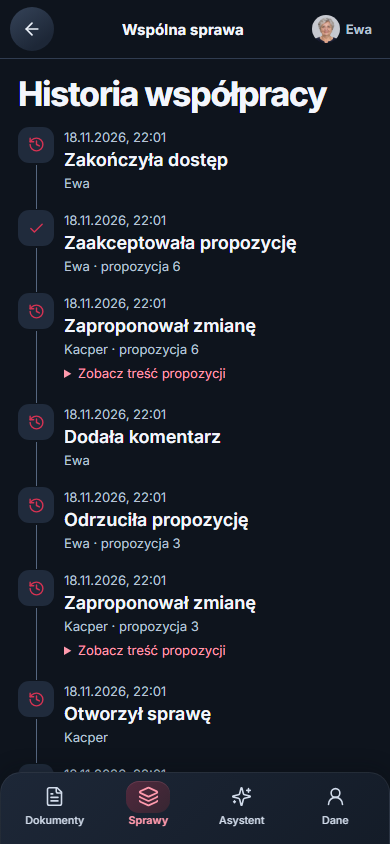 Wspólna sprawa
Ewa
Historia współpracy
18.11.2026, 22:01
Zakończyła dostęp
Ewa
18.11.2026, 22:01
Zaakceptowała propozycję
Ewa · propozycja 6
18.11.2026, 22:01
Zaproponował zmianę
Kacper · propozycja 6
Zobacz treść propozycji
18.11.2026, 22:01
Dodała komentarz
Ewa
18.11.2026, 22:01
Odrzuciła propozycję
Ewa · propozycja 3
18.11.2026, 22:01
Zaproponował zmianę
Kacper · propozycja 3
Zobacz treść propozycji
18.11.2026, 22:01
Otworzył sprawę
Kacper
Dokumenty
Sprawy
Asystent
Dane